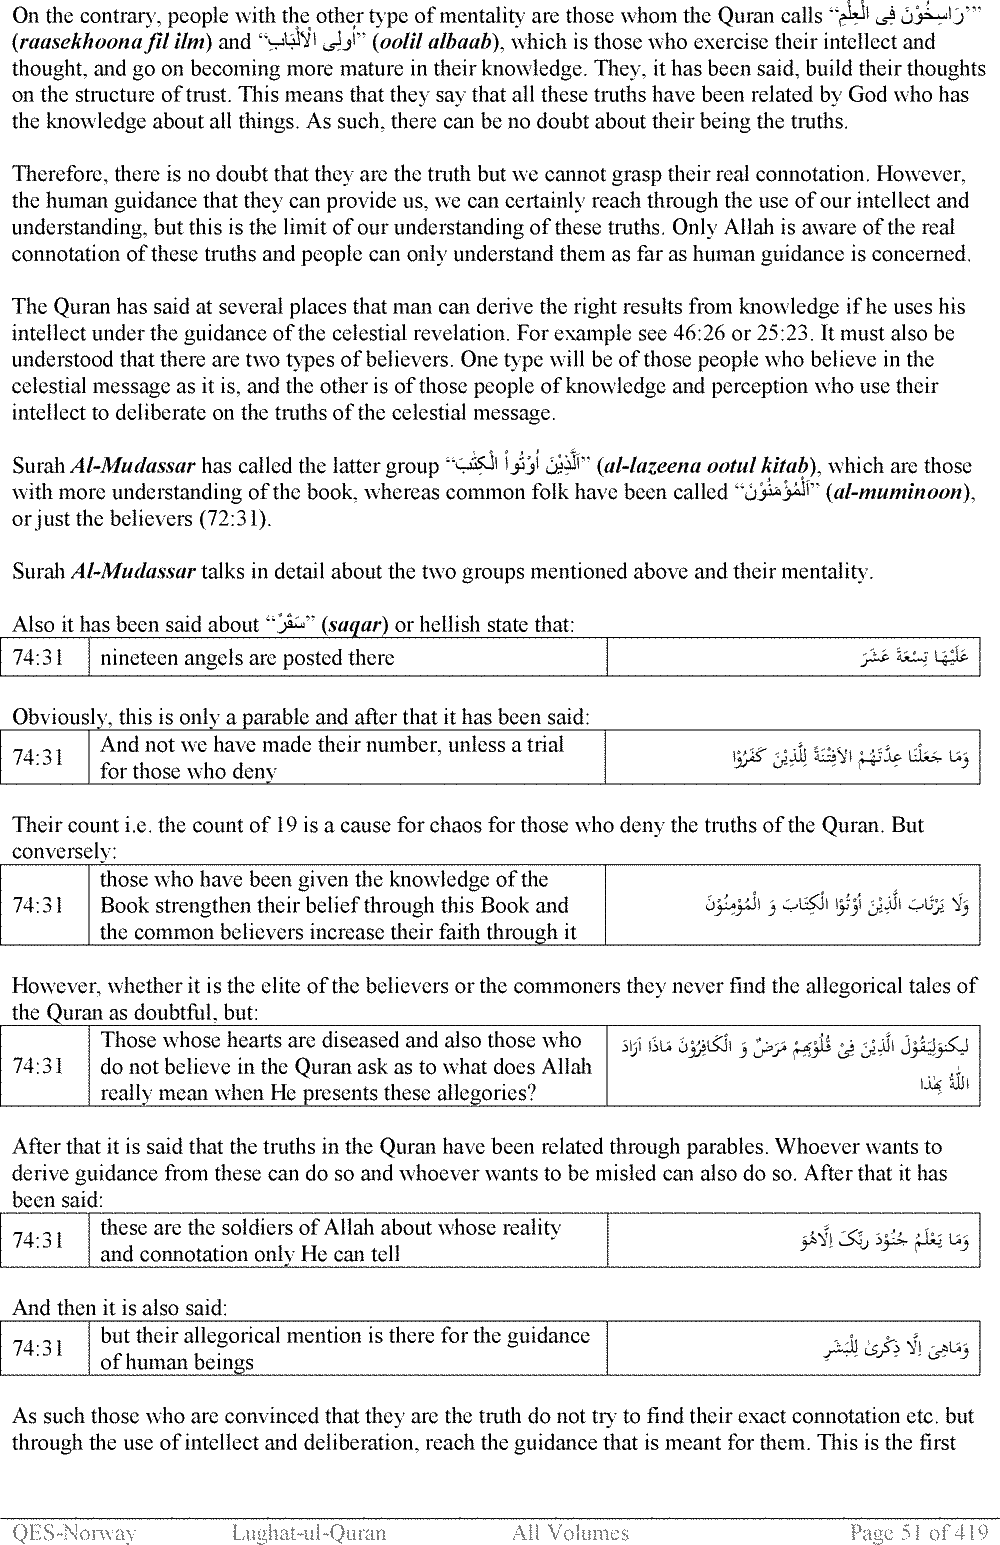 On the contrary, people with the other type of mentality are those whom the Quran calls “رَاسِخُوْنَ فِى الْعِلْمِ”
(raasekhoona fil ilm) and “أُولِى الْاَلْبَابِ” (oolil albaab), which is those who exercise their intellect and
thought, and go on becoming more mature in their knowledge. They, it has been said, build their thoughts
on the structure of trust. This means that they say that all these truths have been related by God who has
the knowledge about all things. As such, there can be no doubt about their being the truths.
Therefore, there is no doubt that they are the truth but we cannot grasp their real connotation. However,
the human guidance that they can provide us, we can certainly reach through the use of our intellect and
understanding, but this is the limit of our understanding of these truths. Only Allah is aware of the real
connotation of these truths and people can only understand them as far as human guidance is concerned.
The Quran has said at several places that man can derive the right results from knowledge if he uses his
intellect under the guidance of the celestial revelation. For example see 46:26 or 25:23. It must also be
understood that there are two types of believers. One type will be of those people who believe in the
celestial message as it is, and the other is of those people of knowledge and perception who use their
intellect to deliberate on the truths of the celestial message.
Surah Al-Mudassar has called the latter group “اَلَّذِيْنَ اُوْتُواْ الْكِتٰبَ” (al-lazeena ootul kitab), which are those
with more understanding of the book, whereas common folk have been called “اَلْمُؤْمَنُوْنَ” (al-muminoon),
or just the believers (72:31).
Surah Al-Mudassar talks in detail about the two groups mentioned above and their mentality.
Also it has been said about “سَقَرٌ” (saqar) or hellish state that:
74:31 nineteen angels are posted there عَلَيْهَا تِسْعَةَ عَشَرَ
Obviously, this is only a parable and after that it has been said:
74:31 And not we have made their number, unless a trial وَمَا جَعَلْنَا عِدَّتَهُمْ اِلاَفِتْنَةً لِلَّذِيْنَ كَفَرُوْا
for those who deny
Their count i.e. the count of 19 is a cause for chaos for those who deny the truths of the Quran. But
conversely:
those who have been given the knowledge of the
74:31 Book strengthen their belief through this Book and وَلَا يَرْتَابَ الَّذِيْنَ اُوْتُوْا الْكِتَابَ وَ الْمُوْمِنُوْنَ
the common believers increase their faith through it
However, whether it is the elite of the believers or the commoners they never find the allegorical tales of
the Quran as doubtful, but:
Those whose hearts are diseased and also those who ليكنوَلِيَقُوْلَ الَّذِيْنَ فِىْ قُلُوْبِهِمْ مَرَضٌ وَ الْكَافِرُوْنَ مَاذَا اَرَادَ
74:31 do not believe in the Quran ask as to what does Allah
really mean when He presents these allegories? اللّٰهُ بِهٰذا
After that it is said that the truths in the Quran have been related through parables. Whoever wants to
derive guidance from these can do so and whoever wants to be misled can also do so. After that it has
been said:
74:31 these are the soldiers of Allah about whose reality وَمَا يَعْلَمُ جُنُوْدَ رَبِّكَ اِلَّاهُوَ
and connotation only He can tell
And then it is also said:
74:31 but their allegorical mention is there for the guidance وَمَاهِىَ اِلَّا ذِكْرىٰ لِلْبَشَرِ
of human beings
As such those who are convinced that they are the truth do not try to find their exact connotation etc. but
through the use of intellect and deliberation, reach the guidance that is meant for them. This is the first
QES-Norway Lughat-ul-Quran All Volumes Page 51 of 419